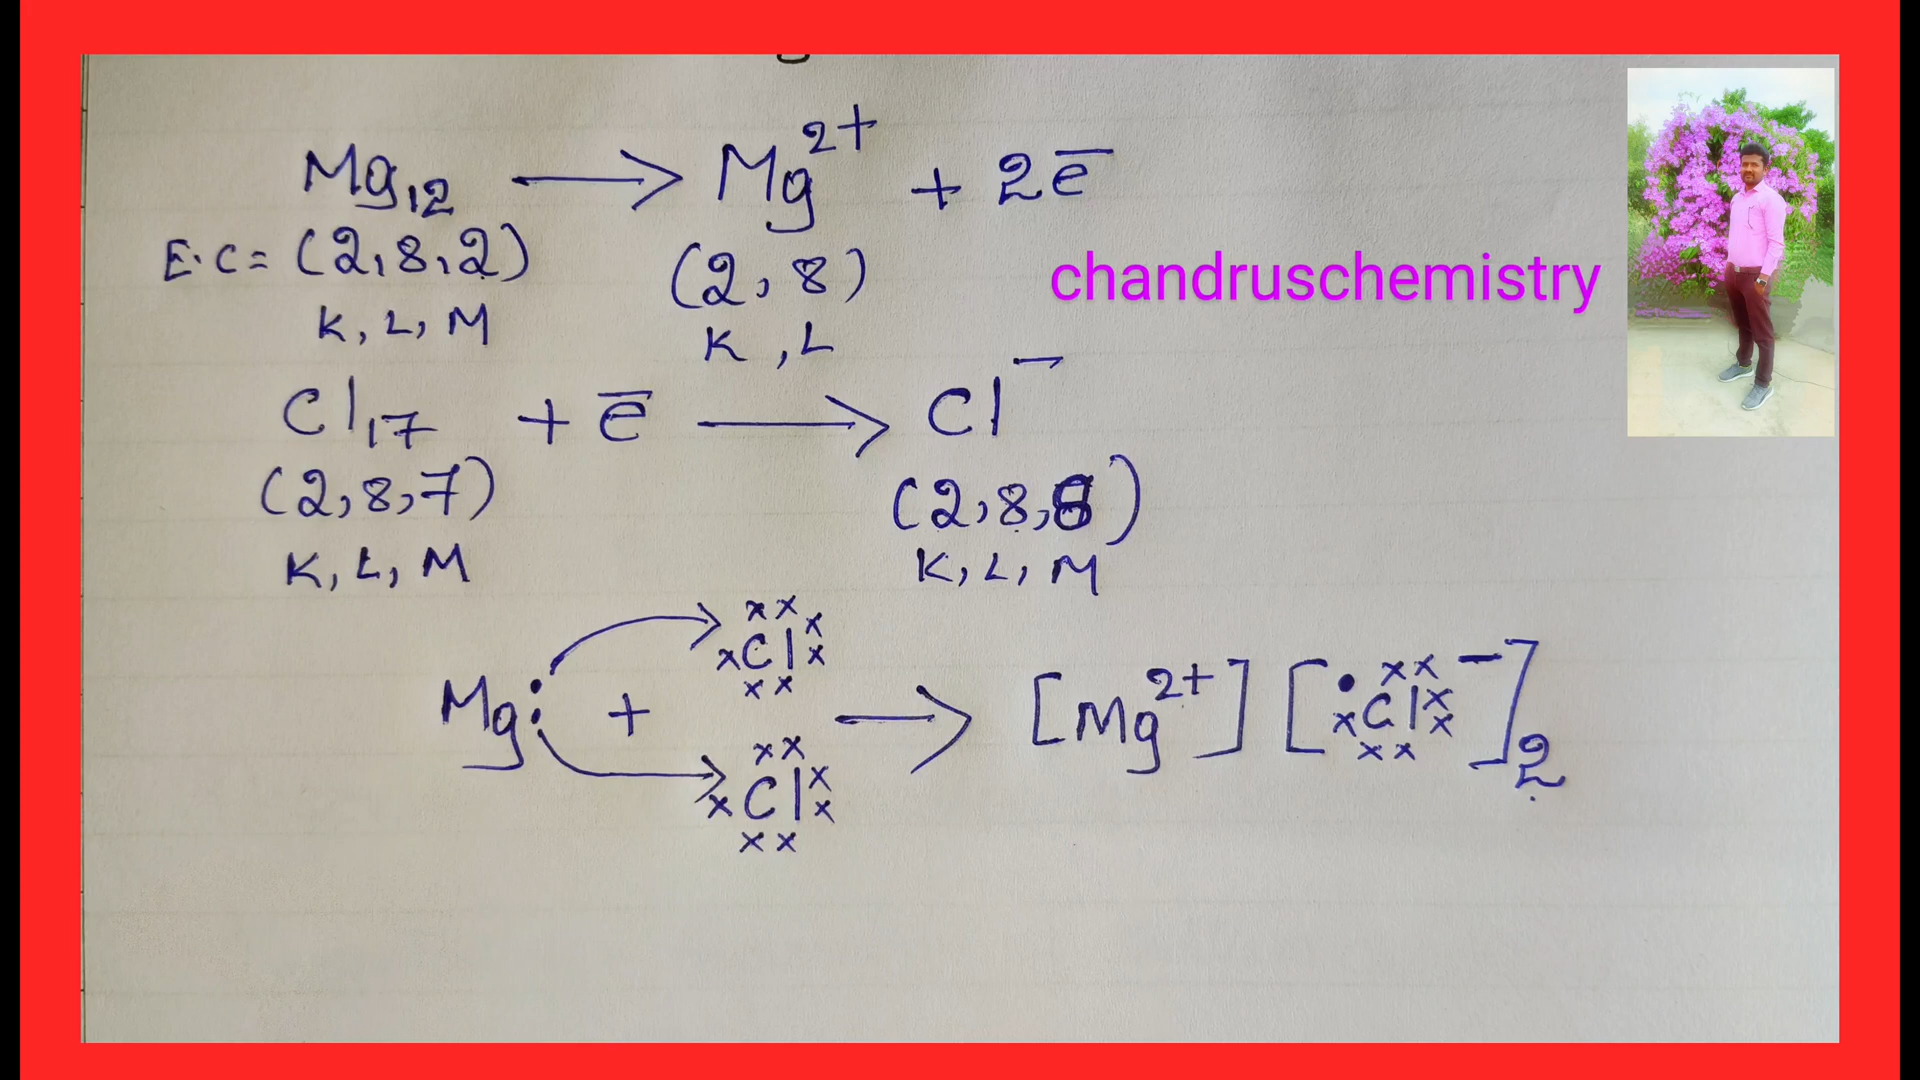 Mg₁₂ ⟶ Mg²⁺ + 2e̅
E.C = (2,8,2) (2,8)
K, L, M K, L
chandruschemistry
Cl₁₇ + e̅ ⟶ Cl⁻
(2,8,7) (2,8,8)
K, L, M K, L, M
Mg: + Cl Cl ⟶ [Mg²⁺] [Cl⁻]₂